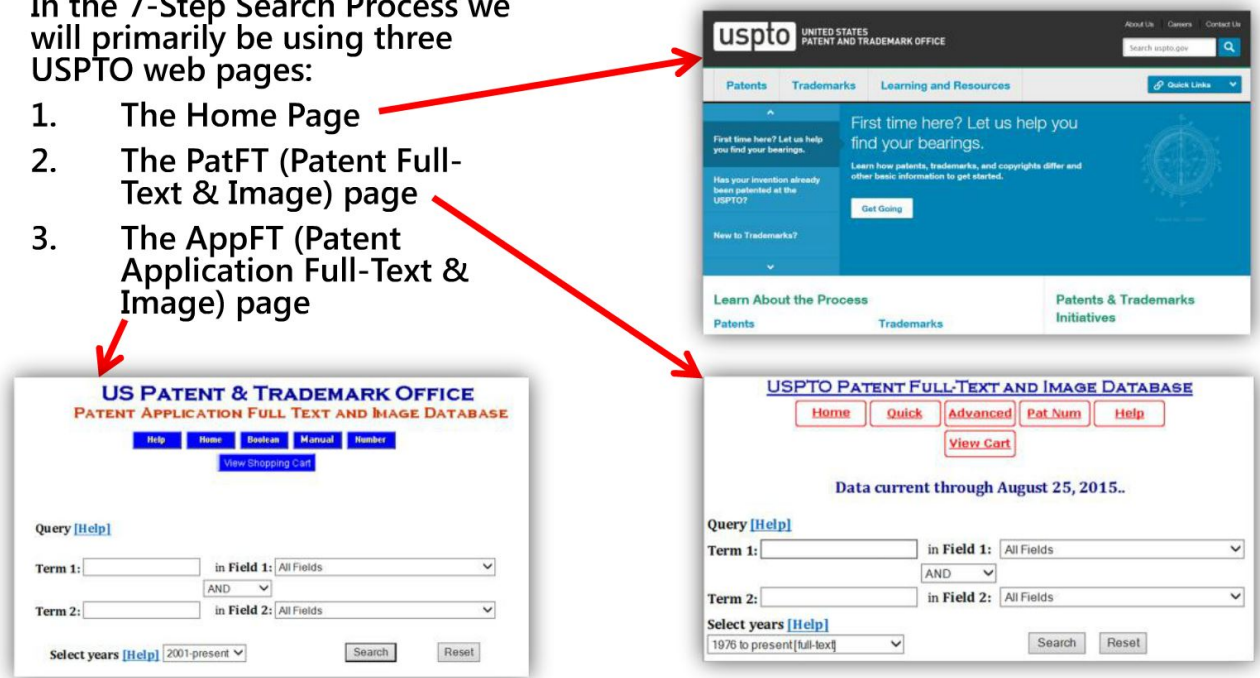 In the 7-Step Search Process we
will primarily be using three
USPTO web pages:
1. The Home Page
2. The PatFT (Patent Full-
Text & Image) page
3. The AppFT (Patent
Application Full-Text &
Image) page
uspto UNITED STATES
PATENT AND TRADEMARK OFFICE
About Us Careers Contact Us
Search uspto.gov
Patents Trademarks Learning and Resources Quick Links
First time here? Let us help
you find your bearings.
Has your invention already
been patented at the
USPTO?
New to Trademarks?
First time here? Let us help you
find your bearings.
Learn how patents, trademarks, and copyrights differ and
other basic information to get started.
Get Going
Learn About the Process
Patents Trademarks
Patents & Trademarks
Initiatives
US PATENT & TRADEMARK OFFICE
PATENT APPLICATION FULL TEXT AND IMAGE DATABASE
Help Home Boolean Manual Number
View Shopping Cart
Query [Help]
Term 1: in Field 1: All Fields
AND
Term 2: in Field 2: All Fields
Select years [Help] 2001-present Search Reset
USPTO PATENT FULL-TEXT AND IMAGE DATABASE
Home Quick Advanced Pat Num Help
View Cart
Data current through August 25, 2015..
Query [Help]
Term 1: in Field 1: All Fields
AND
Term 2: in Field 2: All Fields
Select years [Help]
1976 to present [full-text] Search Reset